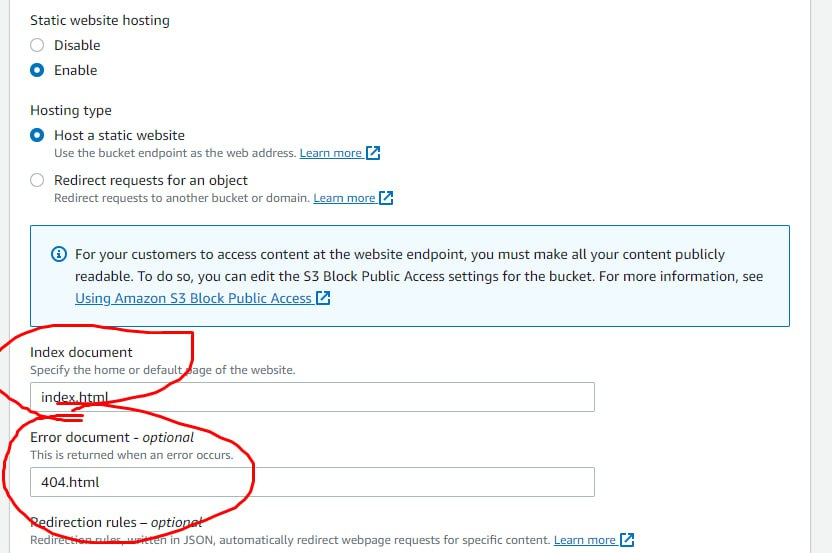 Static website hosting
Disable
Enable
Hosting type
Host a static website
Use the bucket endpoint as the web address. Learn more
Redirect requests for an object
Redirect requests to another bucket or domain. Learn more
For your customers to access content at the website endpoint, you must make all your content publicly
readable. To do so, you can edit the S3 Block Public Access settings for the bucket. For more information, see
Using Amazon S3 Block Public Access
Index document
Specify the home or default page of the website.
index.html
Error document - optional
This is returned when an error occurs.
404.html
Redirection rules – optional
Redirection rules, written in JSON, automatically redirect webpage requests for specific content. Learn more